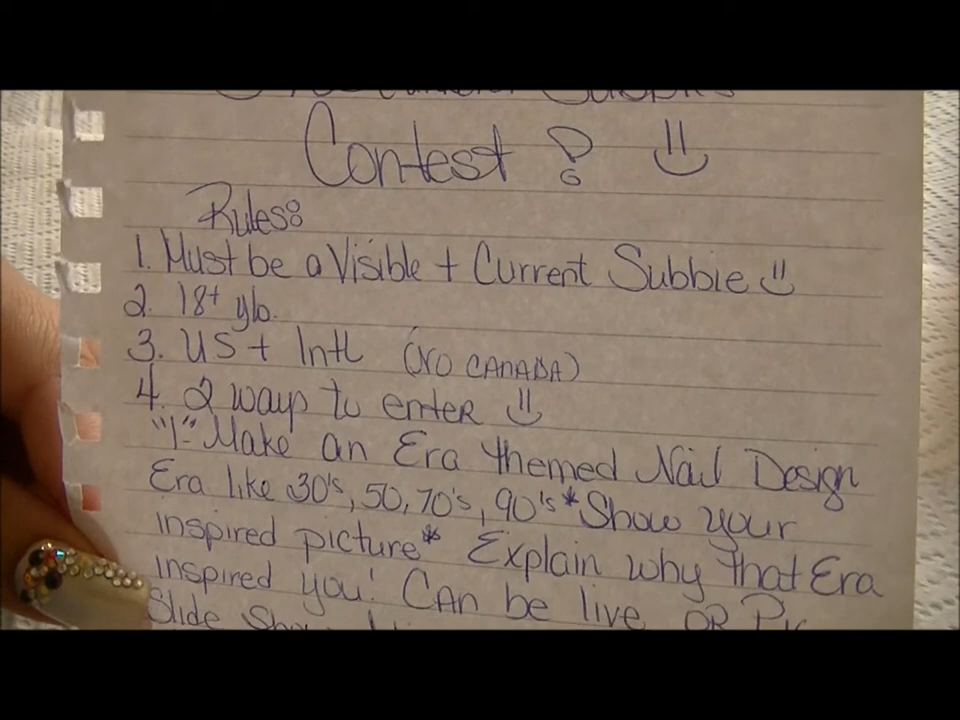 Contest!
Rules:
1. Must be a Visible + Current Subbie
2. 18+ y/o.
3. US + Intl (NO CANADA)
4. 2 ways to enter
"1-" Make an Era themed Nail Design
Era like 30's, 50, 70's, 90's *Show your
inspired picture* Explain why that Era
inspired you! CAn be live OR Pic
Slide